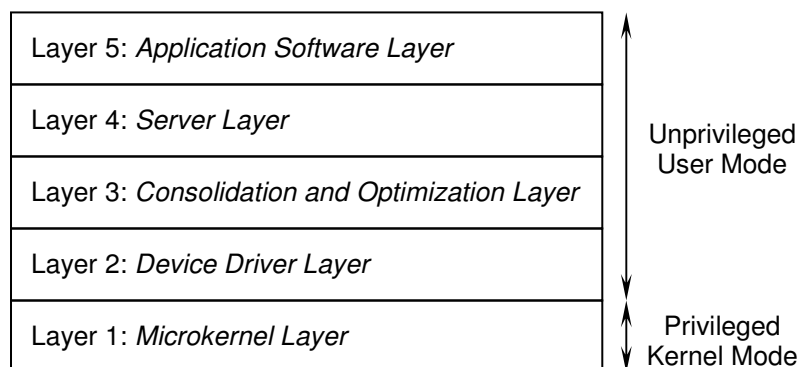 Layer 5: Application Software Layer
Layer 4: Server Layer
Layer 3: Consolidation and Optimization Layer
Layer 2: Device Driver Layer
Layer 1: Microkernel Layer
Unprivileged
User Mode
Privileged
Kernel Mode